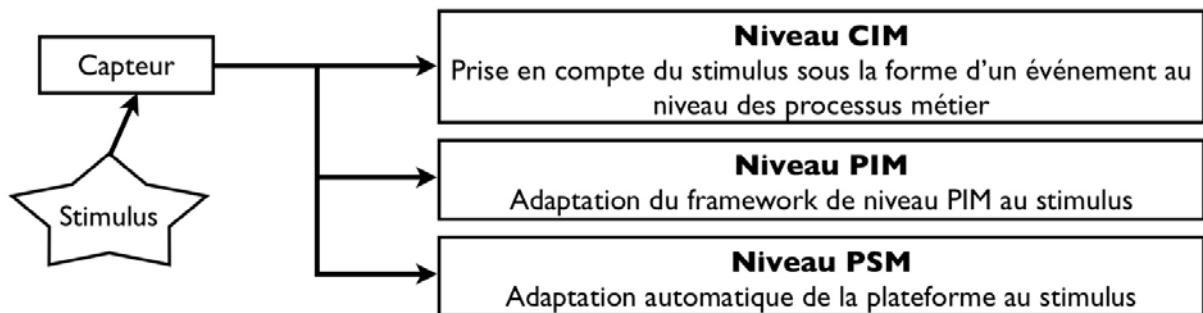 Capteur
Stimulus
Niveau CIM
Prise en compte du stimulus sous la forme d'un événement au
niveau des processus métier
Niveau PIM
Adaptation du framework de niveau PIM au stimulus
Niveau PSM
Adaptation automatique de la plateforme au stimulus